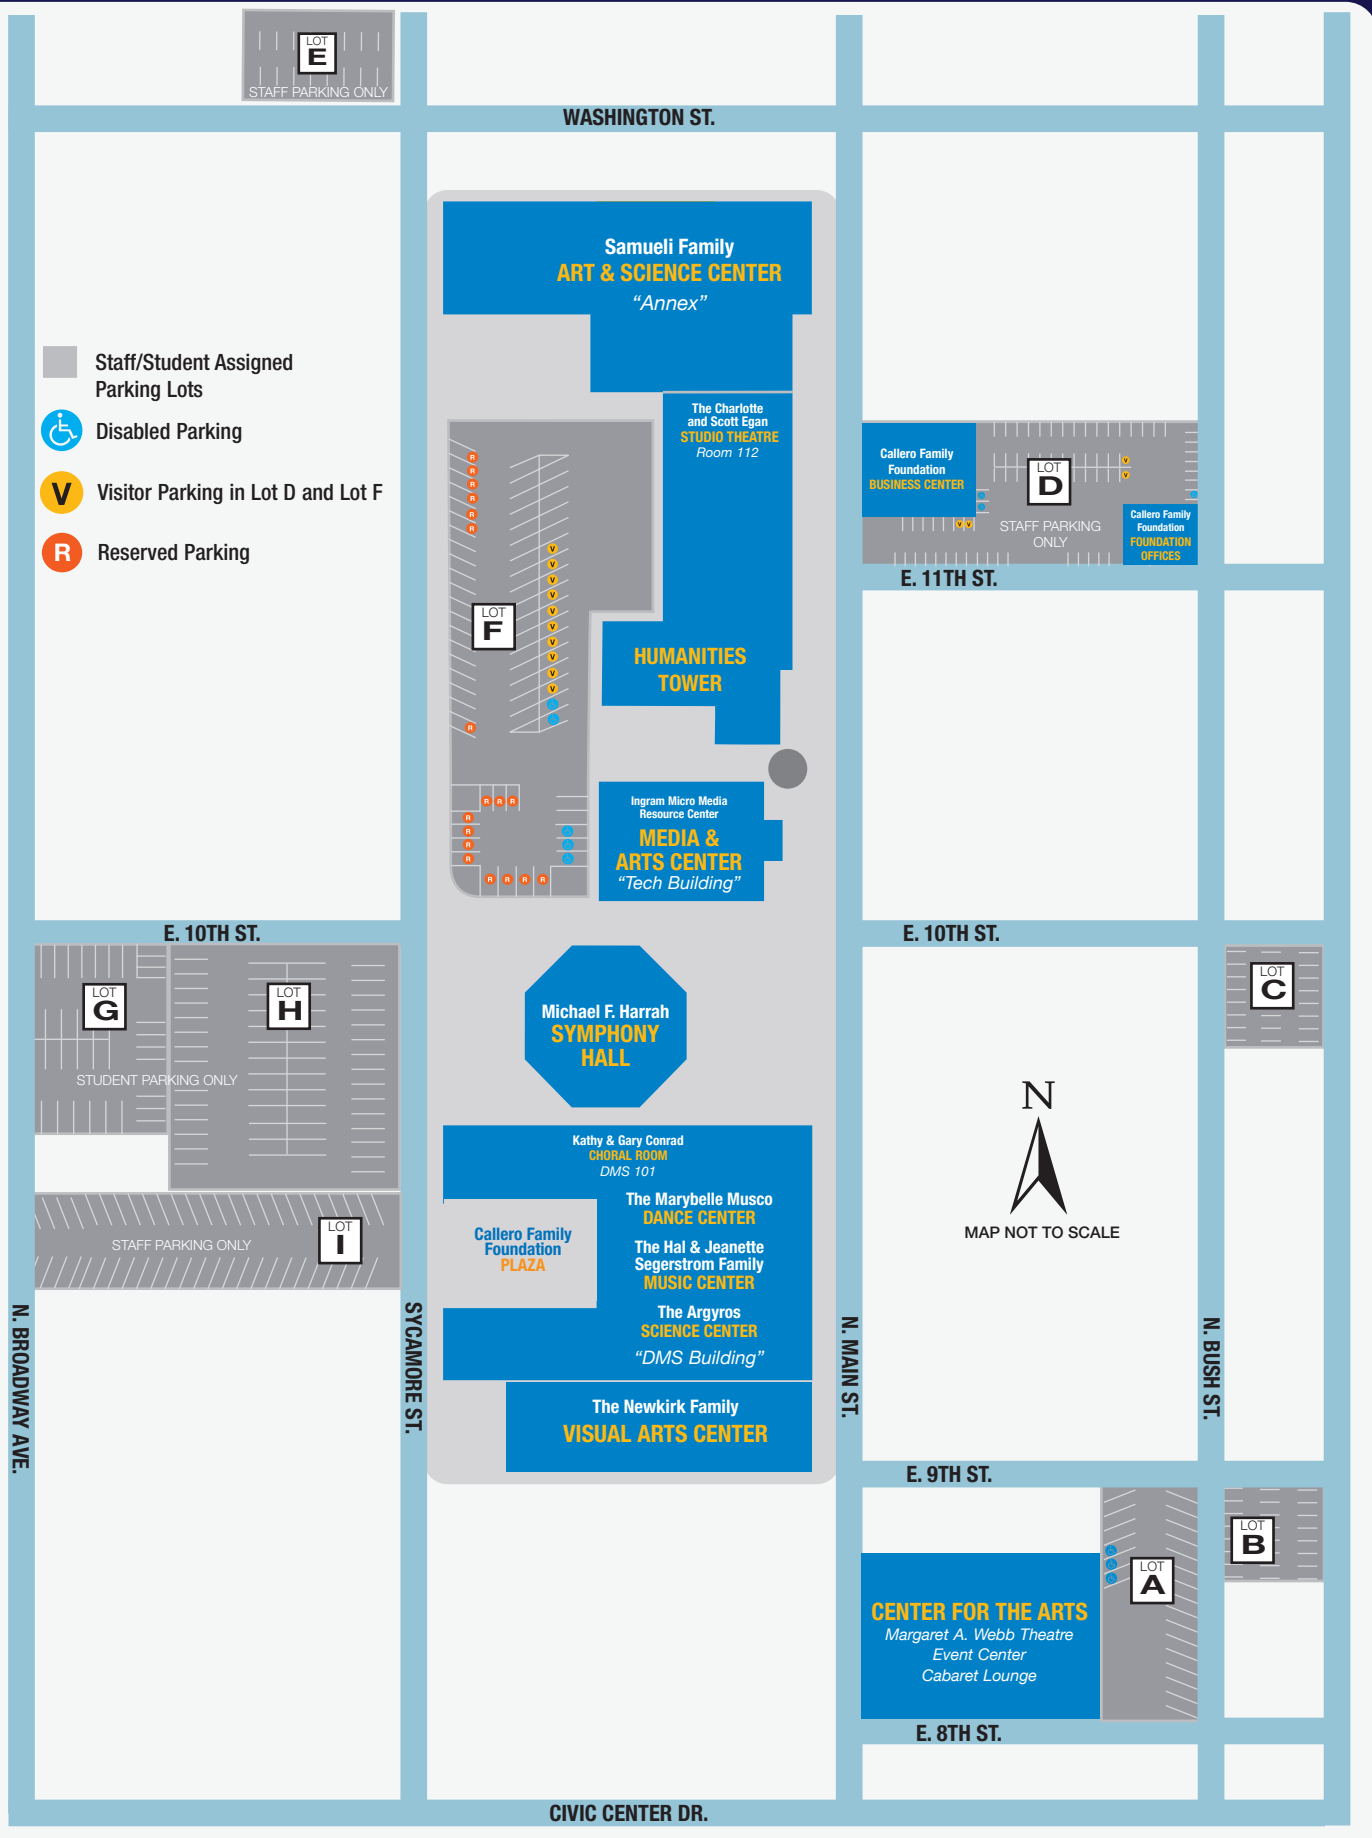 LOT
E
STAFF PARKING ONLY
WASHINGTON ST.
Samueli Family
ART & SCIENCE CENTER
“Annex”
Staff/Student Assigned
Parking Lots
Disabled Parking
V
Visitor Parking in Lot D and Lot F
R
Reserved Parking
The Charlotte
and Scott Egan
STUDIO THEATRE
Room 112
R
R
R
R
R
R
V
V
V
V
V
V
V
V
V
V
LOT
F
R
HUMANITIES
TOWER
Callero Family
Foundation
BUSINESS CENTER
LOT
D
V
V
V V
STAFF PARKING
ONLY
Callero Family
Foundation
FOUNDATION
OFFICES
E. 11TH ST.
R R R
R
R
R
R
R R R R
Ingram Micro Media
Resource Center
MEDIA &
ARTS CENTER
“Tech Building”
E. 10TH ST.
E. 10TH ST.
LOT
G
LOT
H
STUDENT PARKING ONLY
LOT
C
Michael F. Harrah
SYMPHONY
HALL
N
MAP NOT TO SCALE
Kathy & Gary Conrad
CHORAL ROOM
DMS 101
The Marybelle Musco
DANCE CENTER
The Hal & Jeanette
Segerstrom Family
MUSIC CENTER
The Argyros
SCIENCE CENTER
“DMS Building”
Callero Family
Foundation
PLAZA
STAFF PARKING ONLY
LOT
I
The Newkirk Family
VISUAL ARTS CENTER
N. BROADWAY AVE.
SYCAMORE ST.
N. MAIN ST.
N. BUSH ST.
E. 9TH ST.
LOT
B
LOT
A
CENTER FOR THE ARTS
Margaret A. Webb Theatre
Event Center
Cabaret Lounge
E. 8TH ST.
CIVIC CENTER DR.